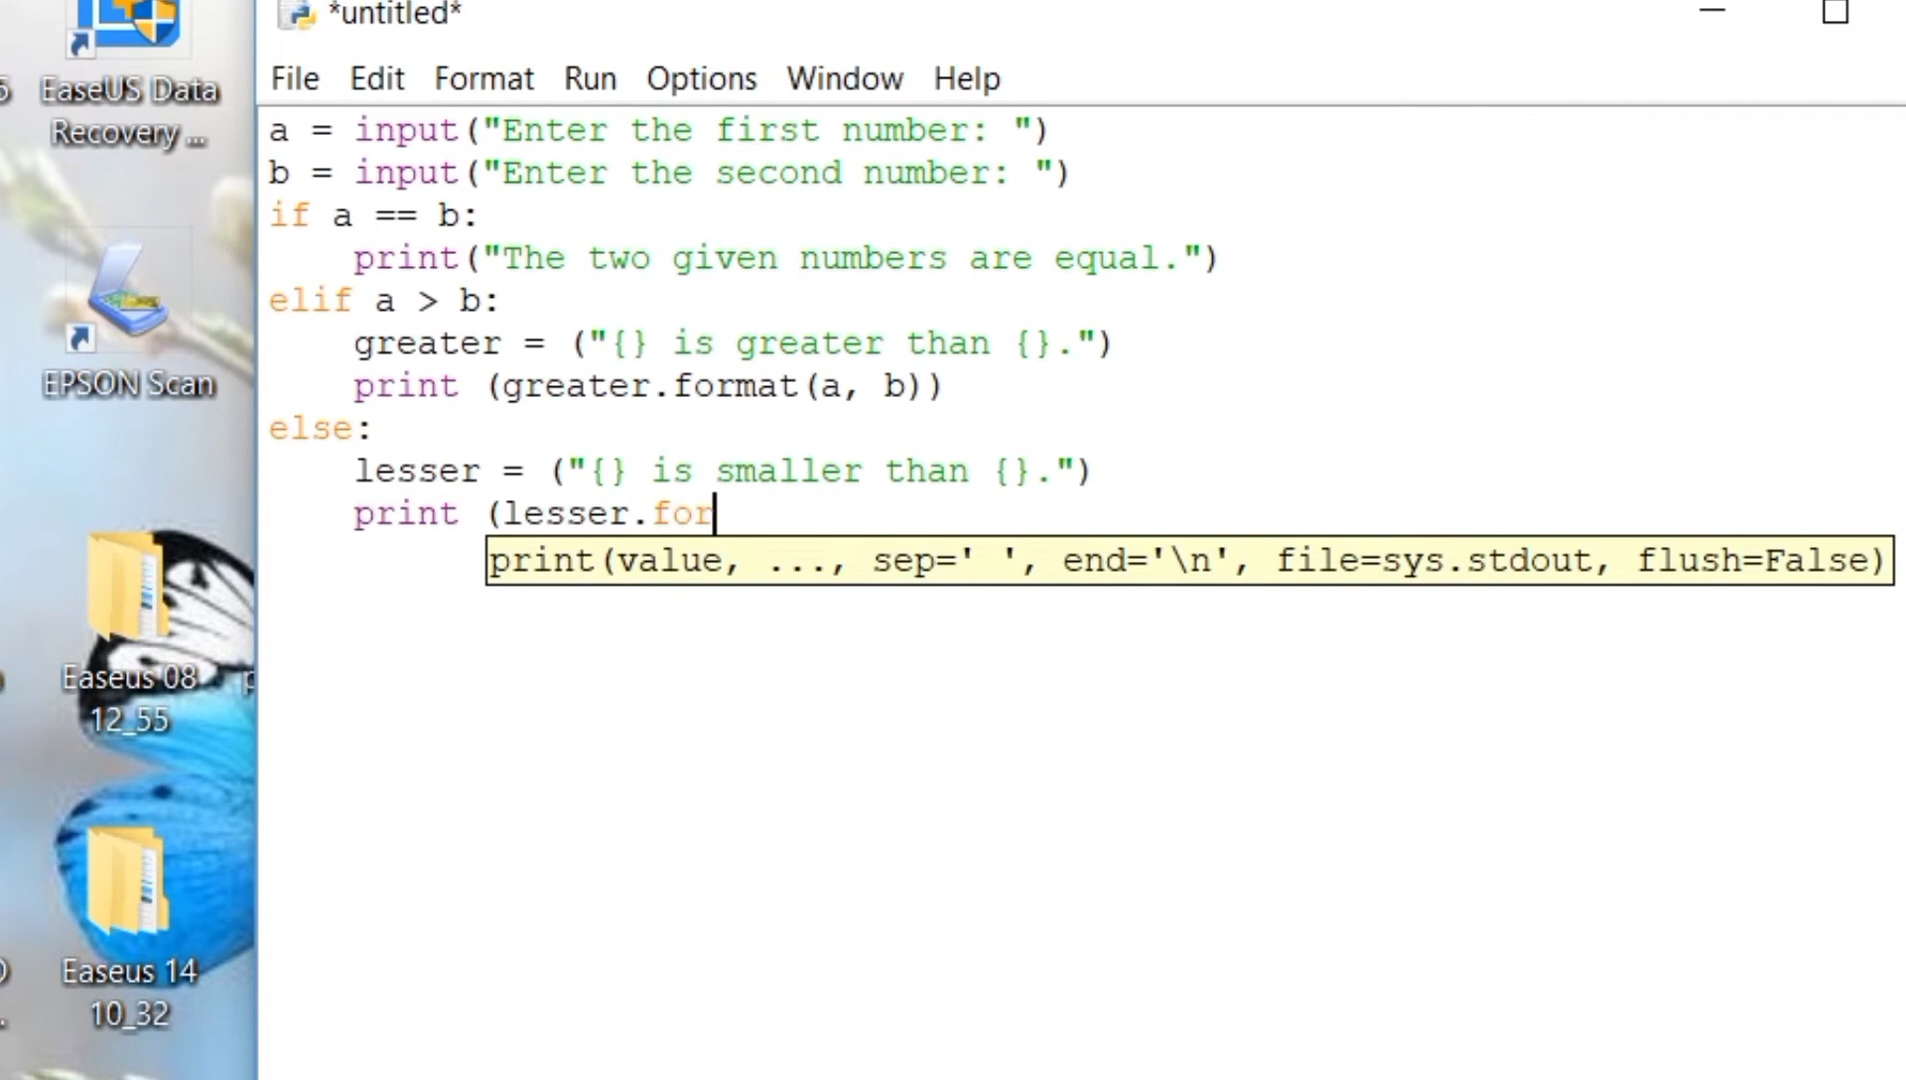 *untitled*
File Edit Format Run Options Window Help
a = input("Enter the first number: ")
b = input("Enter the second number: ")
if a == b:
    print("The two given numbers are equal.")
elif a > b:
    greater = ("{} is greater than {}.")
    print (greater.format(a, b))
else:
    lesser = ("{} is smaller than {}.")
    print (lesser.for
print(value, ..., sep=' ', end='\n', file=sys.stdout, flush=False)
EaseUS Data
Recovery ...
EPSON Scan
Easeus 08
12_55
Easeus 14
10_32